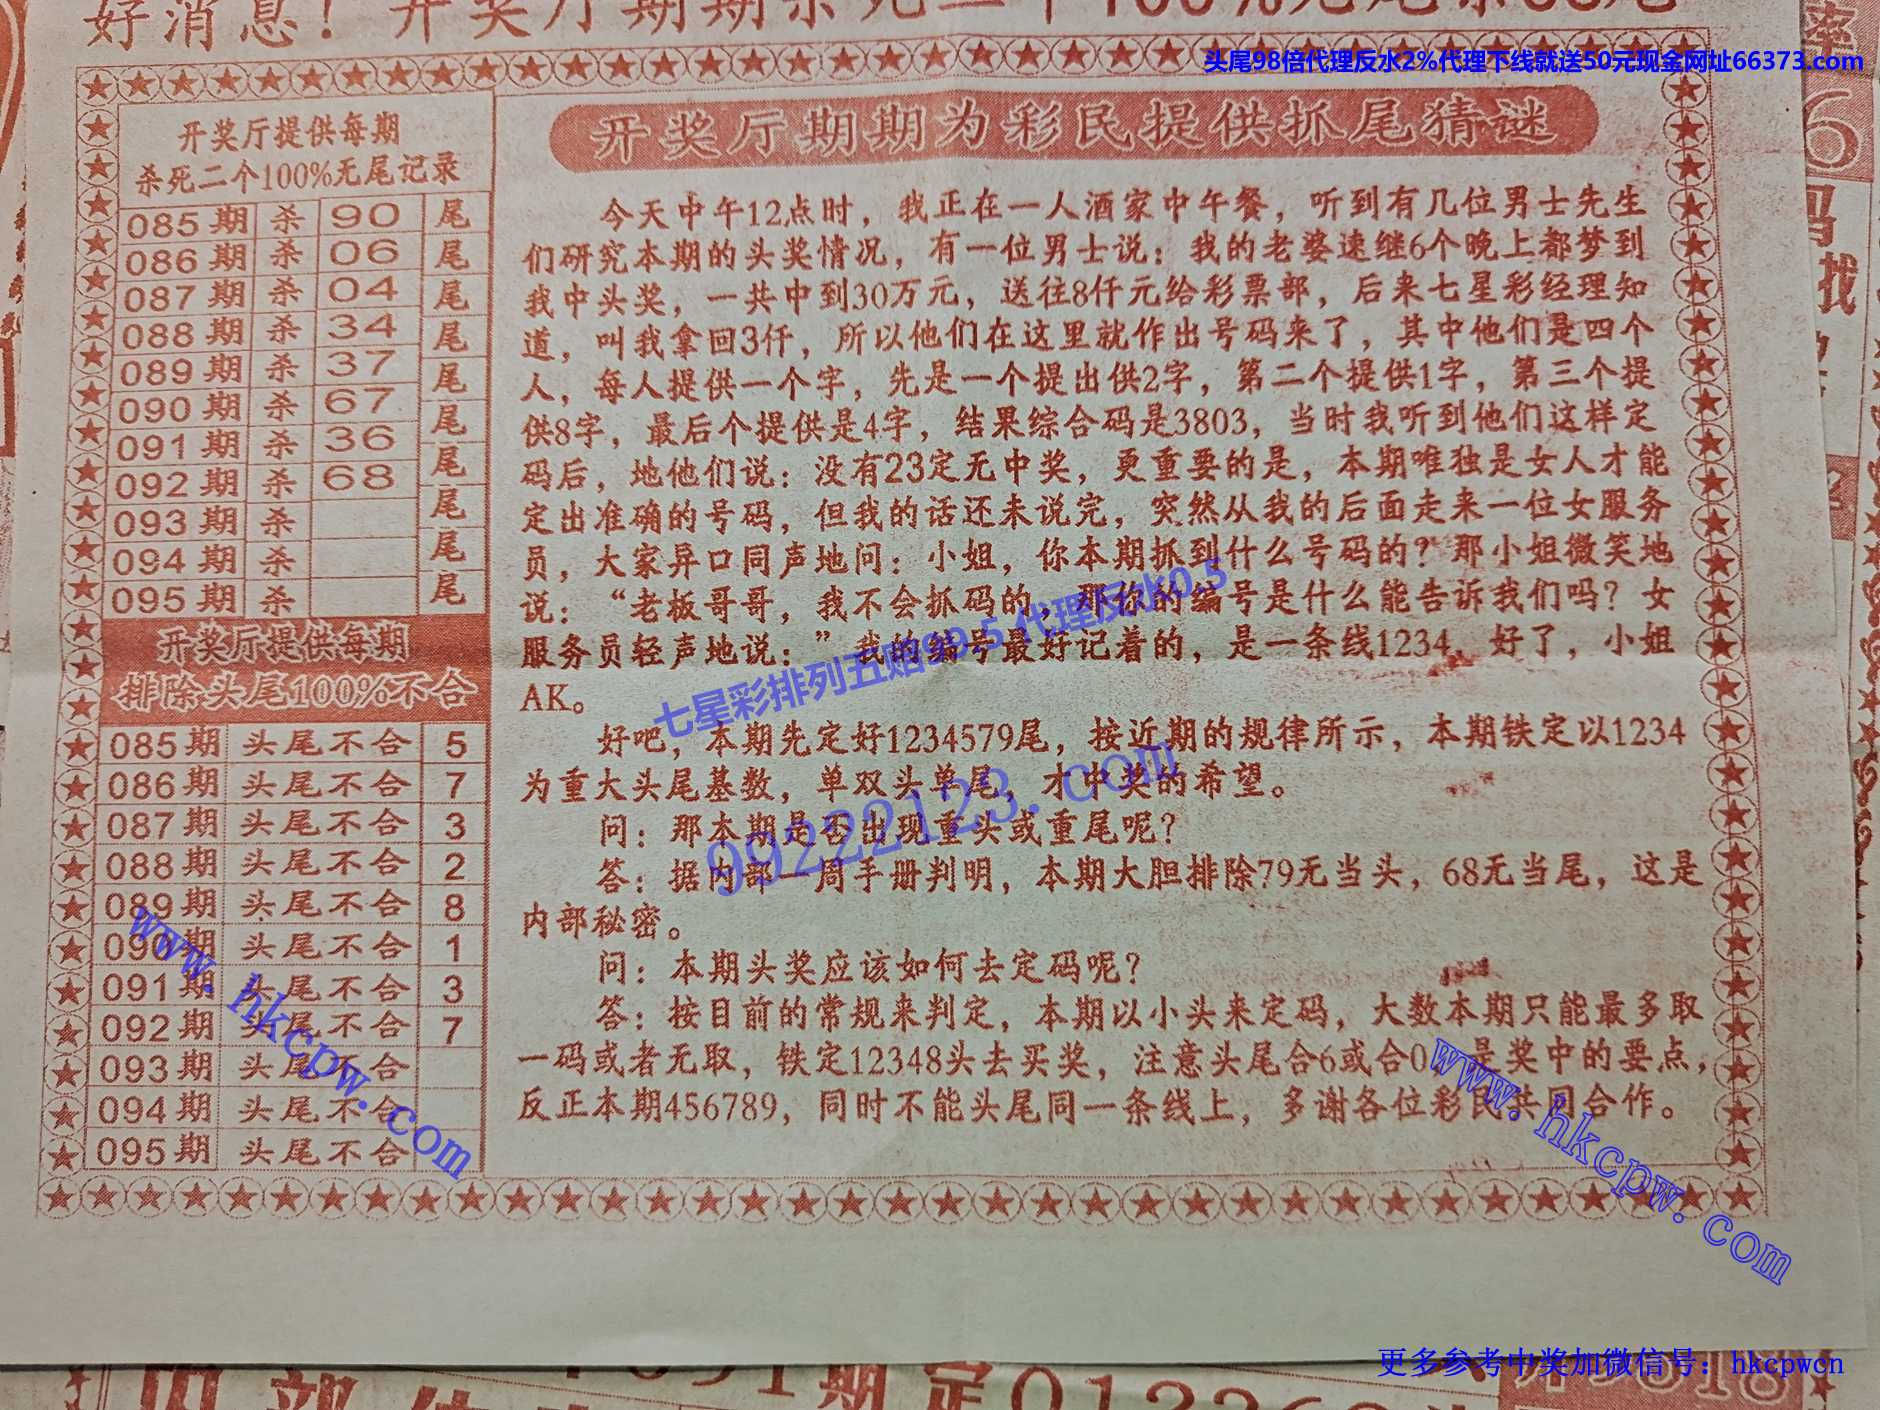 好消息！开奖厅期期杀死二个100%无尾杀68尾
头尾98倍代理反水2%代理下线就送50元现金网址66373.com
开奖厅提供每期
杀死二个100%无尾记录
085期 杀 90 尾
086期 杀 06 尾
087期 杀 04 尾
088期 杀 34 尾
089期 杀 37 尾
090期 杀 67 尾
091期 杀 36 尾
092期 杀 68 尾
093期 杀 尾
094期 杀 尾
095期 杀
开奖厅提供每期
排除头尾100%不合
085期 头尾不合 5
086期 头尾不合 7
087期 头尾不合 3
088期 头尾不合 2
089期 头尾不合 8
090期 头尾不合 1
091期 头尾不合 3
092期 头尾不合 7
093期 头尾不合
094期 头尾不合
095期 头尾不合
开奖厅期期为彩民提供抓尾猜谜
今天中午12点时，我正在一人酒家中午餐，听到有几位男士先生
们研究本期的头奖情况，有一位男士说：我的老婆速继6个晚上都梦到
我中头奖，一共中到30万元，送往8仟元给彩票部，后来七星彩经理知
道，叫我拿回3仟，所以他们在这里就作出号码来了，其中他们是四个
人，每人提供一个字，先是一个提出供2字，第二个提供1字，第三个提
供8字，最后个提供是4字，结果综合码是3803，当时我听到他们这样定
码后，地他们说：没有23定无中奖，更重要的是，本期唯独是女人才能
定出准确的号码，但我的话还未说完，突然从我的后面走来一位女服务
员，大家异口同声地问：小姐，你本期抓到什么号码的？那小姐微笑地
说：“老板哥哥，我不会抓码的，那你的编号是什么能告诉我们吗？女
服务员轻声地说：”我的编号最好记着的，是一条线1234，好了，小姐
AK。
好吧，本期先定好1234579尾，按近期的规律所示，本期铁定以1234
为重大头尾基数，单双头单尾，才中奖的希望。
问：那本期是否出现重头或重尾呢？
答：据内部一周手册判明，本期大胆排除79无当头，68无当尾，这是
内部秘密。
问：本期头奖应该如何去定码呢？
答：按目前的常规来判定，本期以小头来定码，大数本期只能最多取
一码或者无取，铁定12348头去买奖，注意头尾合6或合0，是奖中的要点，
反正本期456789，同时不能头尾同一条线上，多谢各位彩民共同合作。
七星彩排列五赔99.5 代理反水0.5
99222123.com
www.hkcpw.com
www.hkcpw.com
更多参考中奖加微信号：hkcpwcn